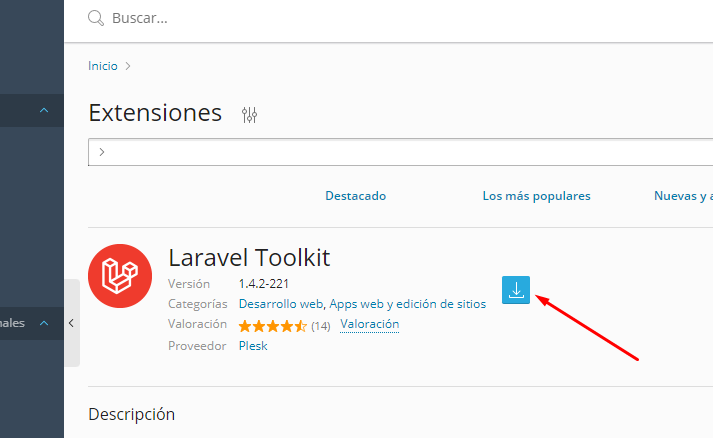 Buscar...
Inicio >
Extensiones
>
Destacado Los más populares Nuevas y
Laravel Toolkit
Versión 1.4.2-221
Categorías Desarrollo web, Apps web y edición de sitios
Valoración (14) Valoración
nales
Proveedor Plesk
Descripción